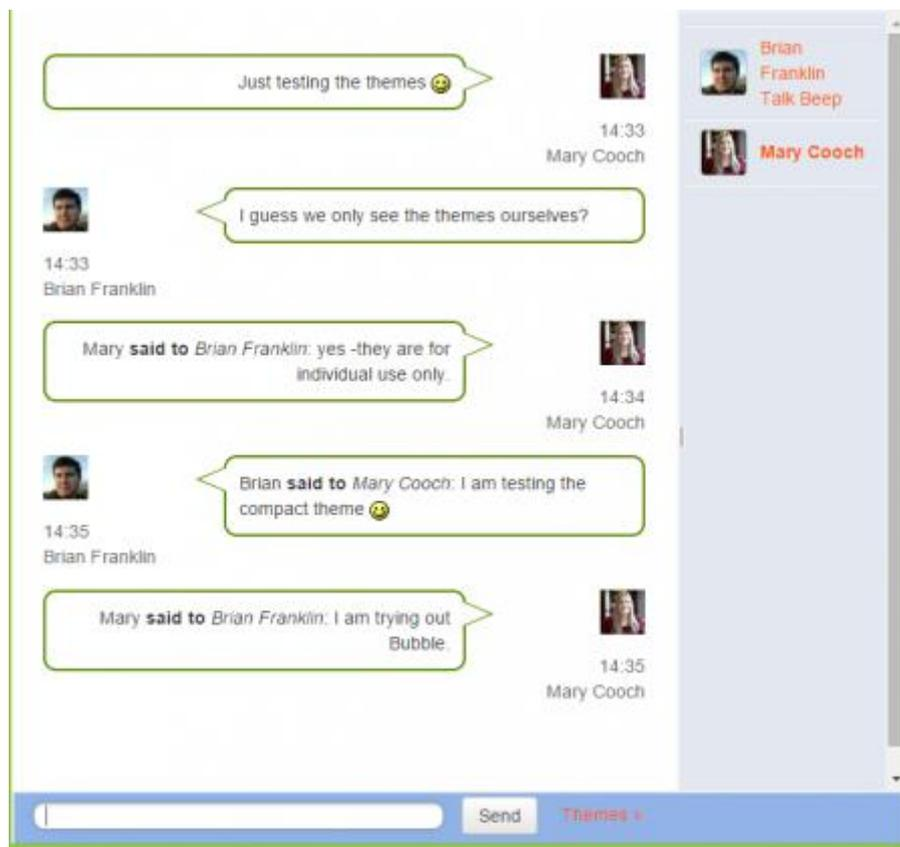 Just testing the themes
14:33
Mary Cooch
I guess we only see the themes ourselves?
14:33
Brian Franklin
Mary said to Brian Franklin: yes -they are for
individual use only.
14:34
Mary Cooch
Brian said to Mary Cooch: I am testing the
compact theme
14:35
Brian Franklin
Mary said to Brian Franklin: I am trying out
Bubble.
14:35
Mary Cooch
Brian
Franklin
Talk Beep
Mary Cooch
Send
Themes »